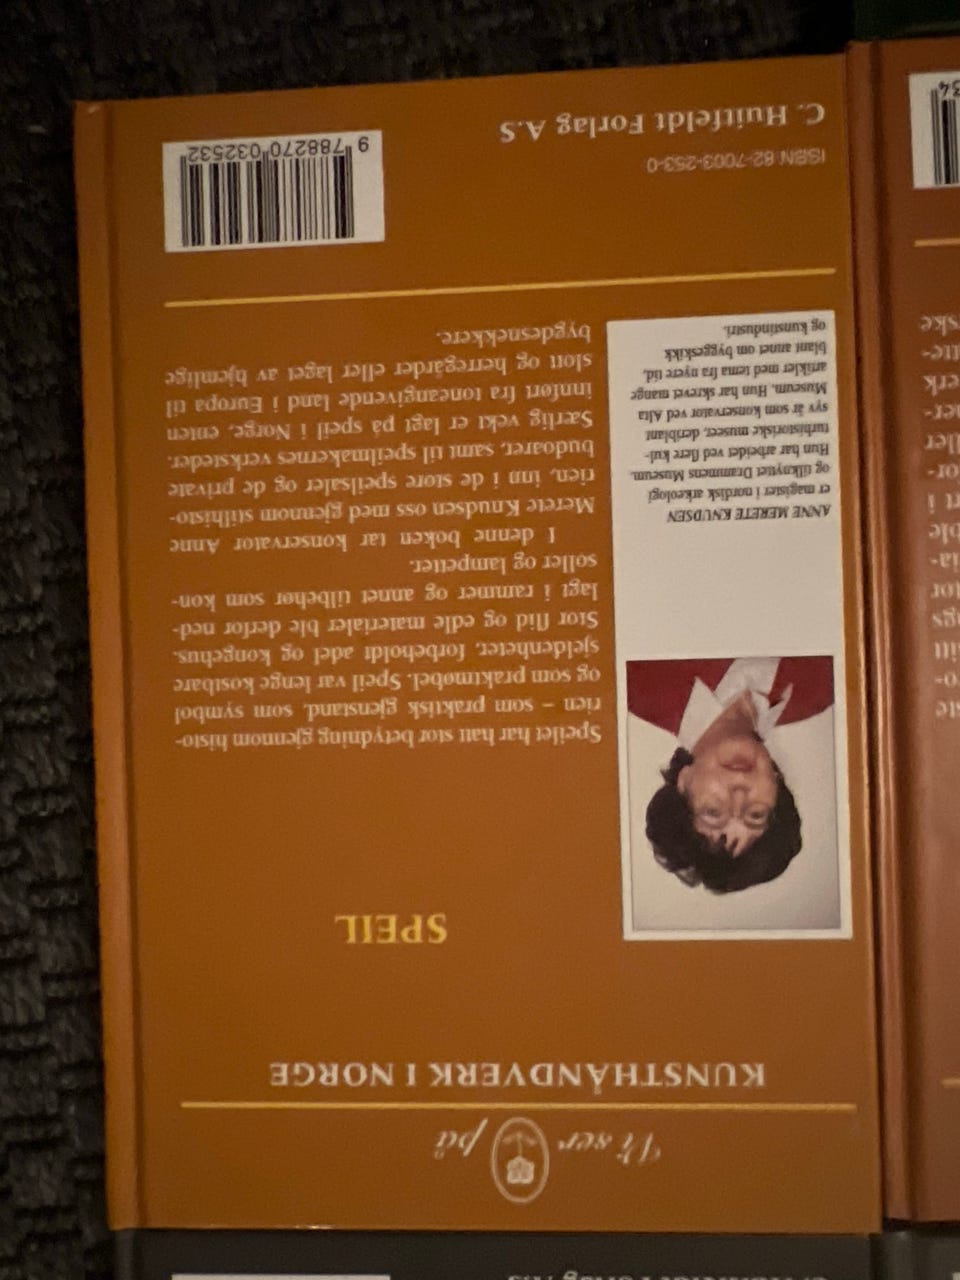 Vi ser på
KUNSTHÅNDVERK I NORGE
SPEIL
Speilet har hatt stor betydning gjennom histo-
rien – som praktisk gjenstand, som symbol
og som praktmøbel. Speil var lenge kostbare
sjeldenheter, forbeholdt adel og kongehus.
Stor flid og edle materialer ble derfor ned-
lagt i rammer og annet tilbehør som kon-
soller og lampetter.
I denne boken tar konservator Anne
Merete Knudsen oss med gjennom stilhisto-
rien, inn i de store speilsaler og de private
budoarer, samt til speilmakernes verksteder.
Særlig vekt er lagt på speil i Norge, enten
innført fra toneangivende land i Europa til
slott og herregårder eller laget av hjemlige
bygdesnekkere.
ANNE MERETE KNUDSEN
er magister i nordisk arkeologi
og tilknyttet Drammens Museum.
Hun har arbeidet ved flere kul-
turhistoriske museer, deriblant
syv år som konservator ved Alta
Museum. Hun har skrevet mange
artikler med tema fra nyere tid,
blant annet om byggeskikk
og kunstindustri.
ISBN 82-7003-253-0
C. Huitfeldt Forlag A.S
9 788270 032532